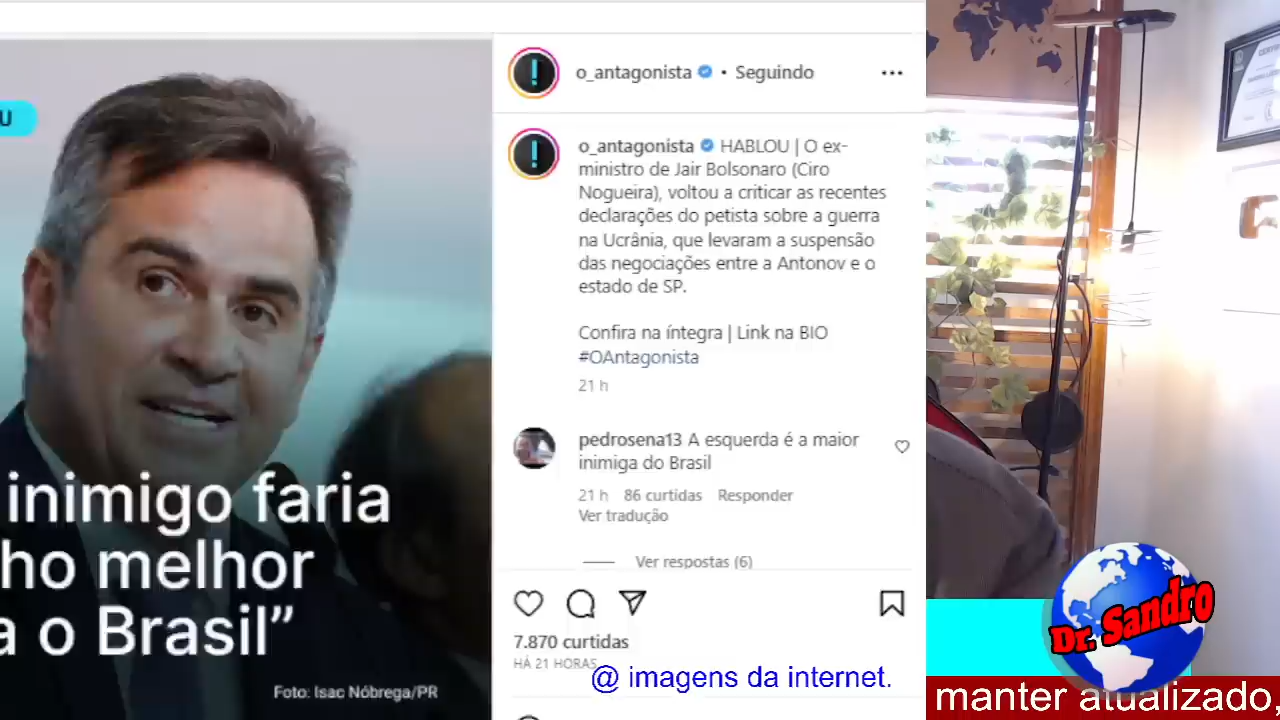 U
inimigo faria
ho melhor
a o Brasil”
Foto: Isac Nóbrega/PR
o_antagonista • Seguindo
o_antagonista HABLOU | O ex-
ministro de Jair Bolsonaro (Ciro
Nogueira), voltou a criticar as recentes
declarações do petista sobre a guerra
na Ucrânia, que levaram a suspensão
das negociações entre a Antonov e o
estado de SP.
Confira na íntegra | Link na BIO
#OAntagonista
21 h
pedrosena13 A esquerda é a maior
inimiga do Brasil
21 h 86 curtidas Responder
Ver tradução
Ver respostas (6)
7.870 curtidas
HÁ 21 HORAS
@ imagens da internet.
Dr. Sandro
manter atualizado,